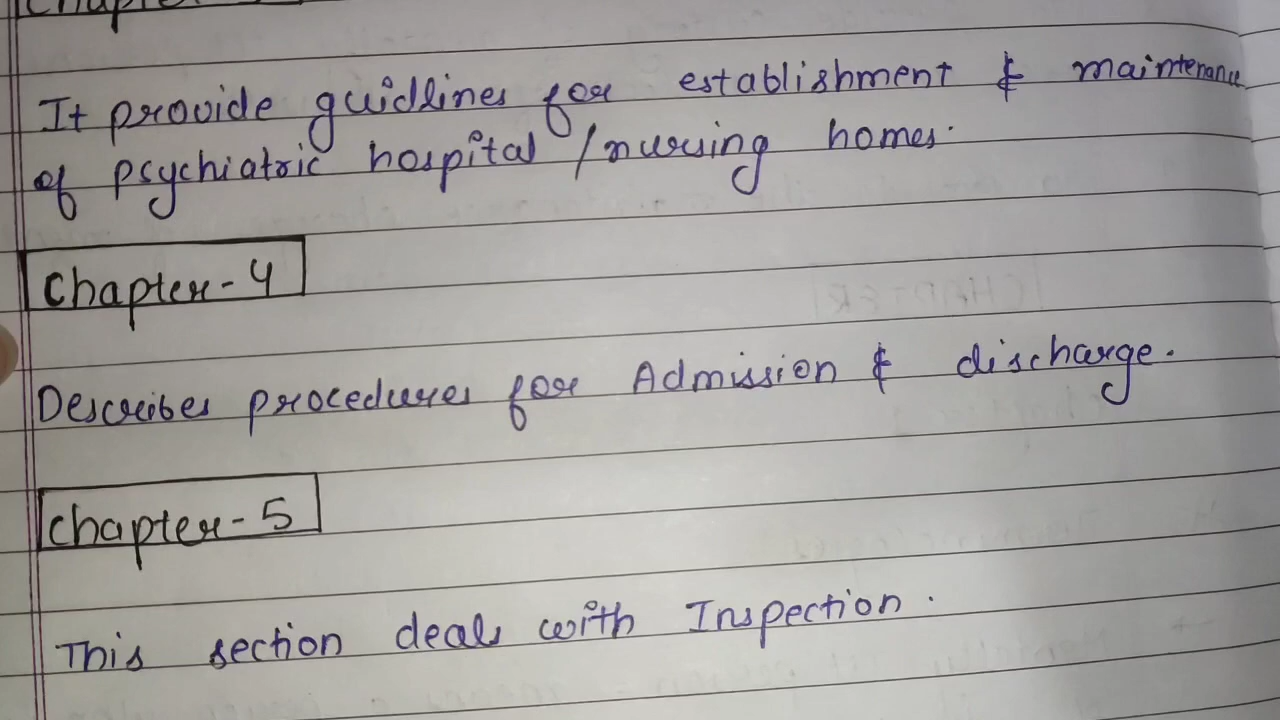 Chapter
It provide guidlines for establishment & maintenance
of psychiatric hospital / nursing homes.
Chapter-4
Describes procedures for Admission & discharge.
Chapter-5
This section deals with Inspection.